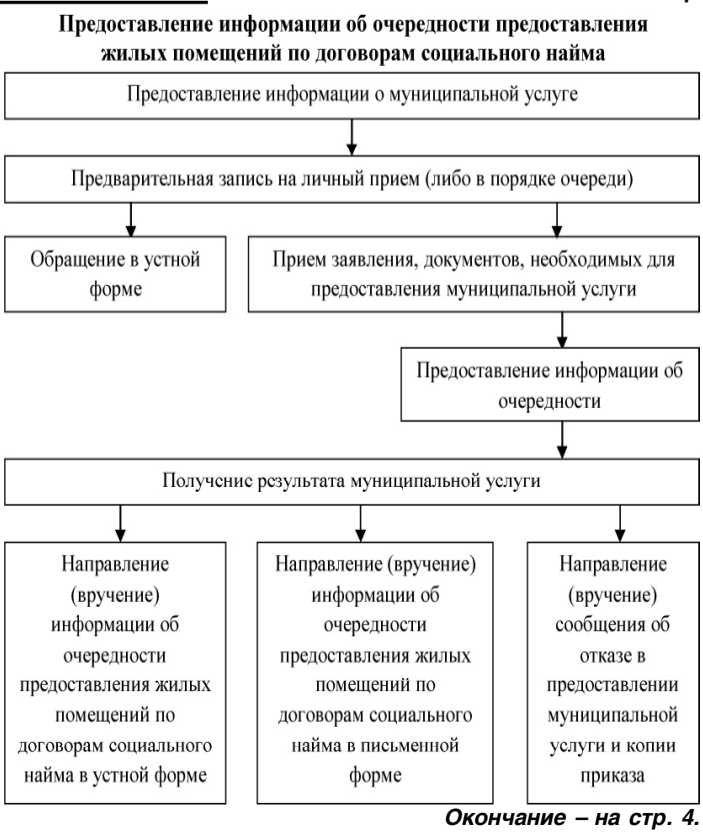 Предоставление информации об очередности предоставления
жилых помещений по договорам социального найма
Предоставление информации о муниципальной услуге
Предварительная запись на личный прием (либо в порядке очереди)
Обращение в устной
форме
Прием заявления, документов, необходимых для
предоставления муниципальной услуги
Предоставление информации об
очередности
Получение результата муниципальной услуги
Направление
(вручение)
информации об
очередности
предоставления жилых
помещений по
договорам социального
найма в устной форме
Направление (вручение)
информации об
очередности
предоставления жилых
помещений по
договорам социального
найма в письменной
форме
Направление
(вручение)
сообщения об
отказе в
предоставлении
муниципальной
услуги и копии
приказа
Окончание – на стр. 4.